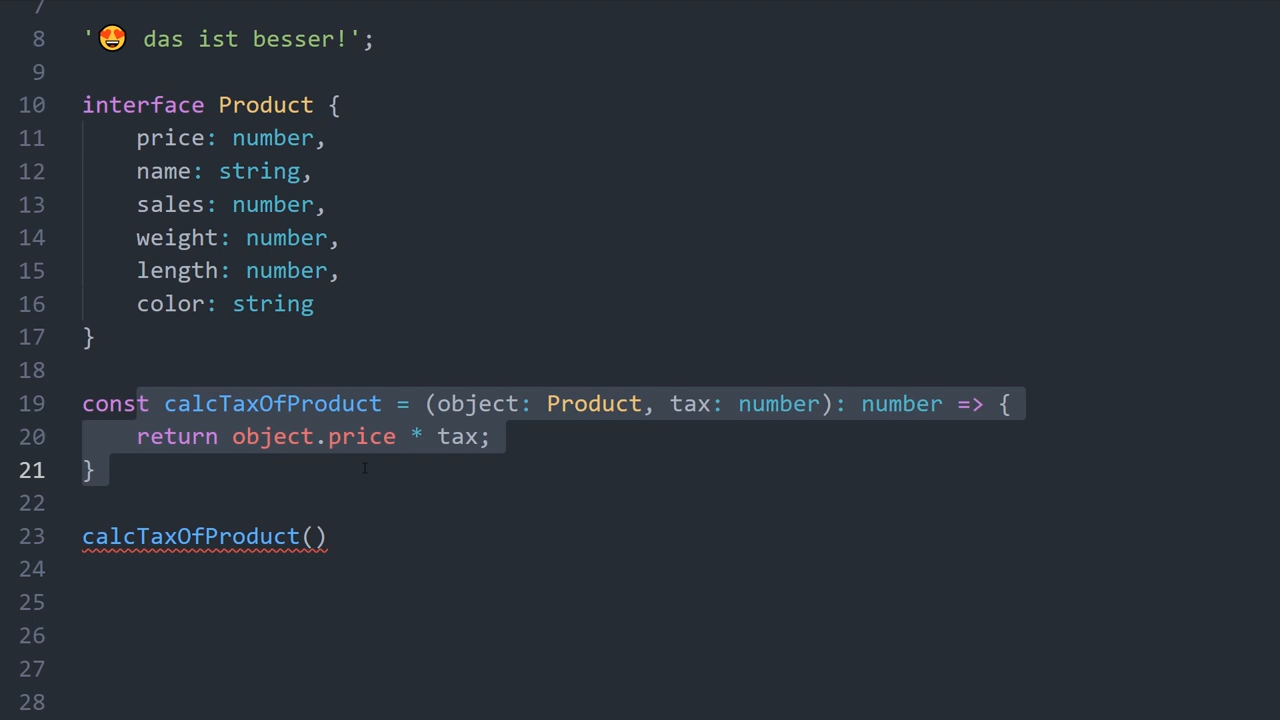 7
8 '😍 das ist besser!';
9
10 interface Product {
11 price: number,
12 name: string,
13 sales: number,
14 weight: number,
15 length: number,
16 color: string
17 }
18
19 const calcTaxOfProduct = (object: Product, tax: number): number => {
20 return object.price * tax;
21 }
22
23 calcTaxOfProduct()
24
25
26
27
28